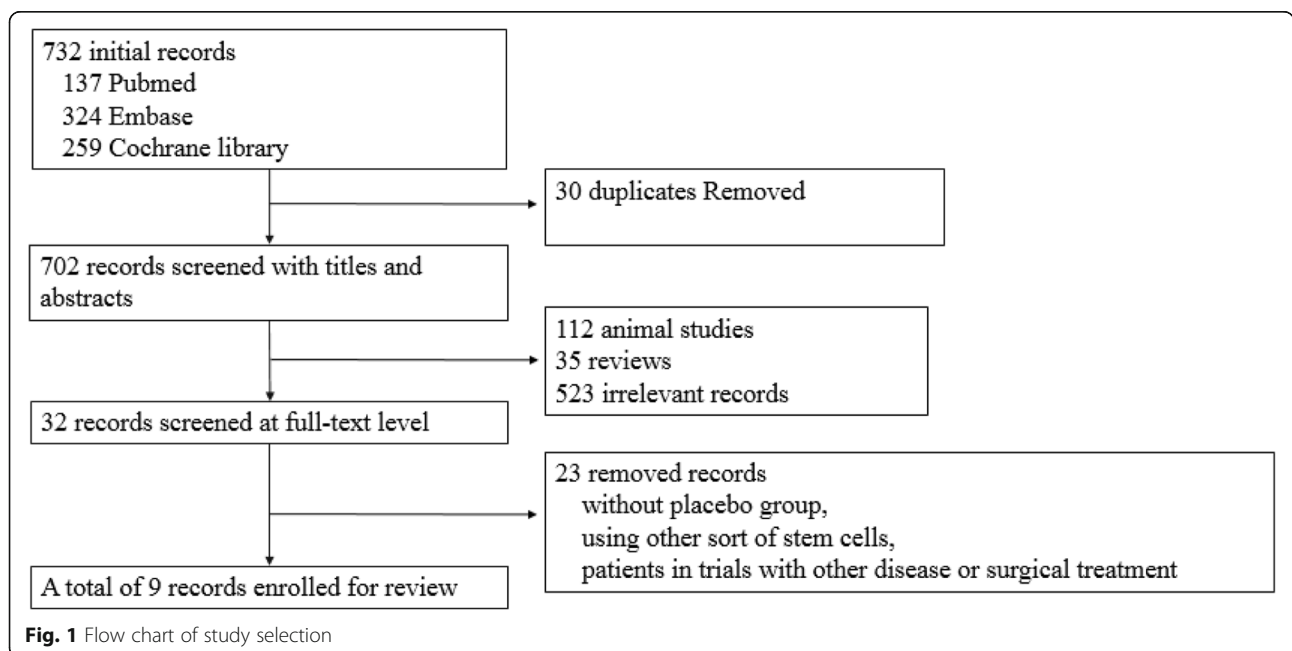 732 initial records
137 Pubmed
324 Embase
259 Cochrane library
30 duplicates Removed
702 records screened with titles and
abstracts
112 animal studies
35 reviews
523 irrelevant records
32 records screened at full-text level
23 removed records
without placebo group,
using other sort of stem cells,
patients in trials with other disease or surgical treatment
A total of 9 records enrolled for review
Fig. 1 Flow chart of study selection